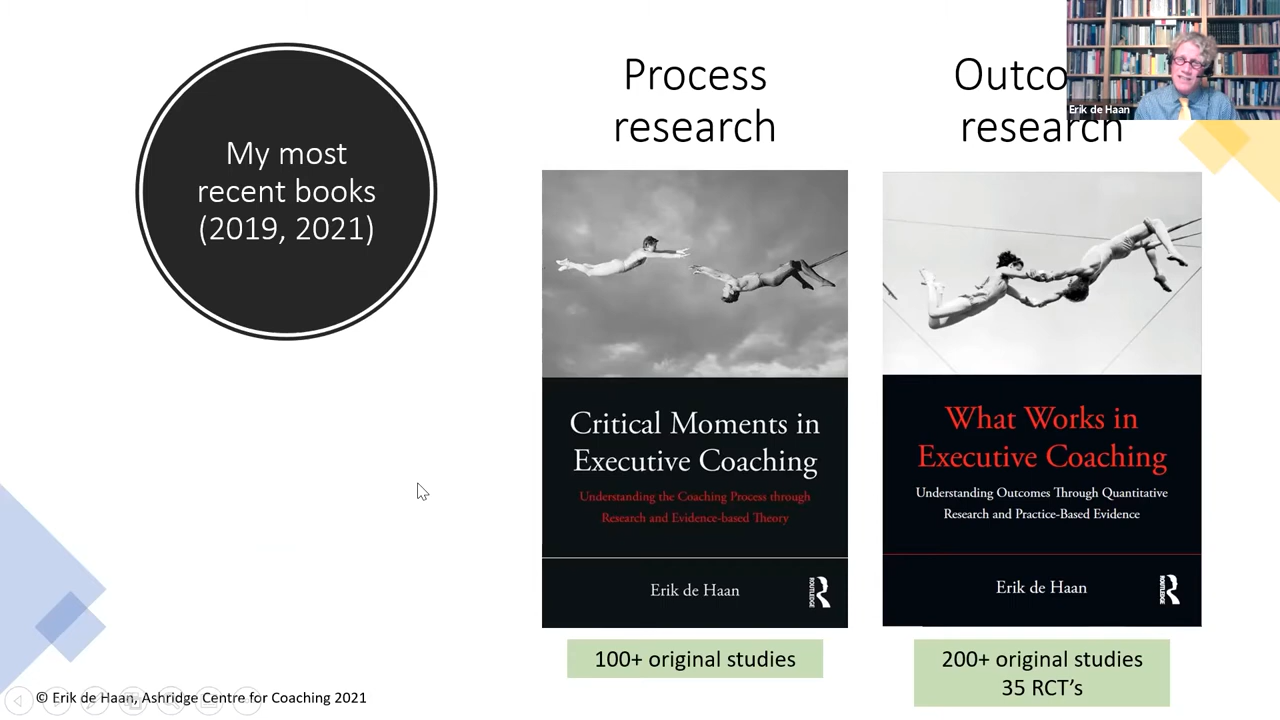 My most
recent books
(2019, 2021)
Process
research
Outco
research
Erik de Haan
Critical Moments in
Executive Coaching
Understanding the Coaching Process through
Research and Evidence-based Theory
Erik de Haan
ROUTLEDGE
100+ original studies
What Works in
Executive Coaching
Understanding Outcomes Through Quantitative
Research and Practice-Based Evidence
Erik de Haan
ROUTLEDGE
200+ original studies
35 RCT’s
© Erik de Haan, Ashridge Centre for Coaching 2021